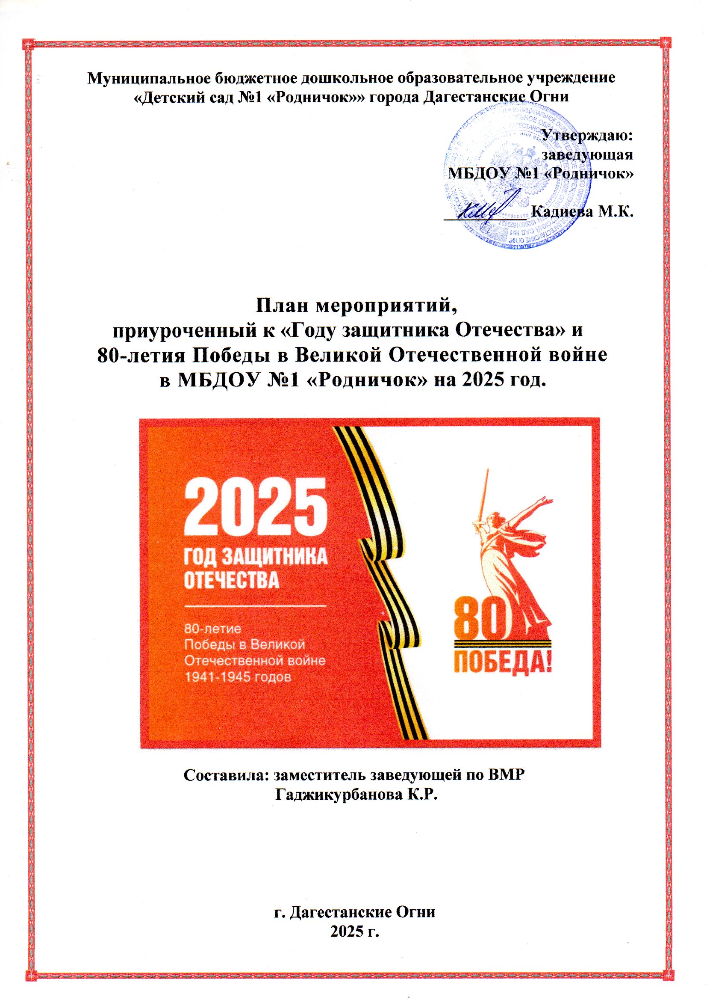 Муниципальное бюджетное дошкольное образовательное учреждение
«Детский сад №1 «Родничок»» города Дагестанские Огни
Утверждаю:
заведующая
МБДОУ №1 «Родничок»
Кадиева М.К.
План мероприятий,
приуроченный к «Году защитника Отечества» и
80-летия Победы в Великой Отечественной войне
в МБДОУ №1 «Родничок» на 2025 год.
2025
ГОД ЗАЩИТНИКА
ОТЕЧЕСТВА
80-летие
Победы в Великой
Отечественной войне
1941-1945 годов
80
ПОБЕДА!
Составила: заместитель заведующей по ВМР
Гаджикурбанова К.Р.
г. Дагестанские Огни
2025 г.